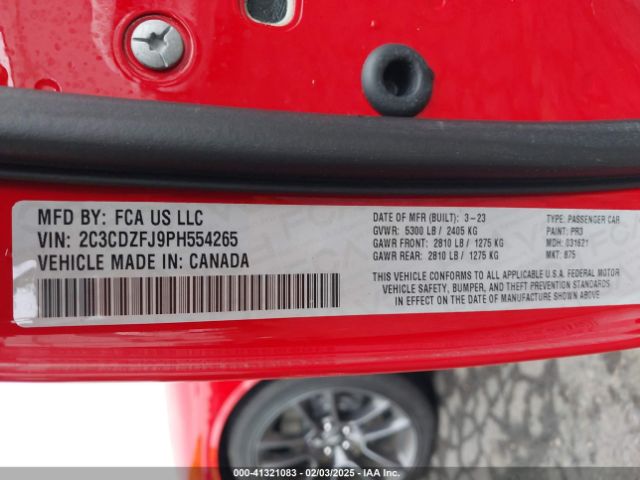 MFD BY: FCA US LLC
VIN: 2C3CDZFJ9PH554265
VEHICLE MADE IN: CANADA
DATE OF MFR (BUILT): 3-23
GVWR: 5300 LB / 2405 KG
GAWR FRONT: 2810 LB / 1275 KG
GAWR REAR: 2810 LB / 1275 KG
TYPE: PASSENGER CAR
PAINT: PR3
MDH: 031621
MKT: 875
THIS VEHICLE CONFORMS TO ALL APPLICABLE U.S.A. FEDERAL MOTOR
VEHICLE SAFETY, BUMPER, AND THEFT PREVENTION STANDARDS
IN EFFECT ON THE DATE OF MANUFACTURE SHOWN ABOVE
000-41321083 - 02/03/2025 - IAA Inc.